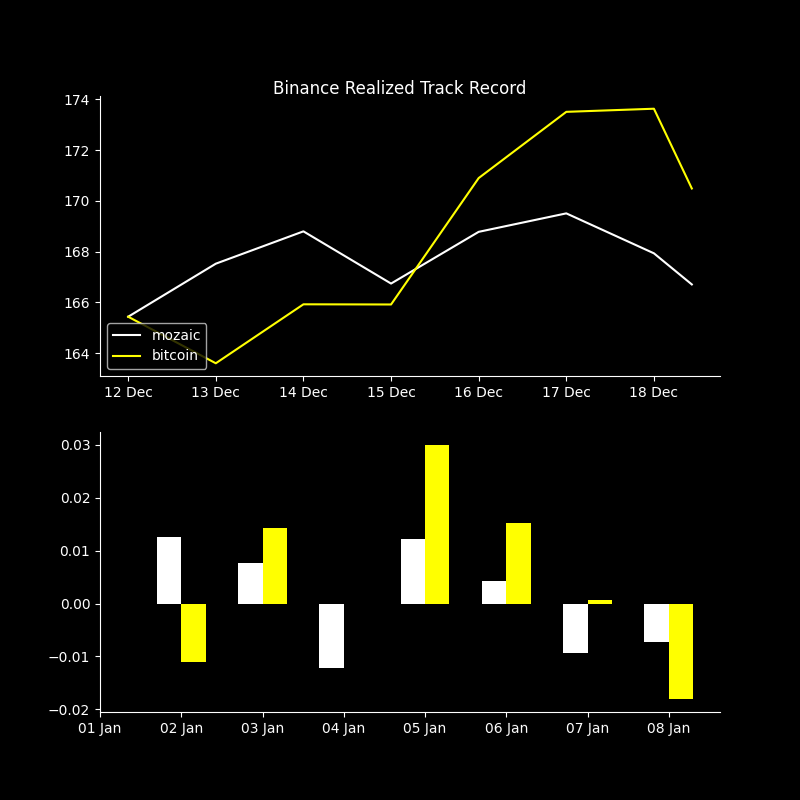 Binance Realized Track Record
174
172
170
168
166
164
mozaic
bitcoin
12 Dec 13 Dec 14 Dec 15 Dec 16 Dec 17 Dec 18 Dec
0.03
0.02
0.01
0.00
−0.01
−0.02
01 Jan 02 Jan 03 Jan 04 Jan 05 Jan 06 Jan 07 Jan 08 Jan